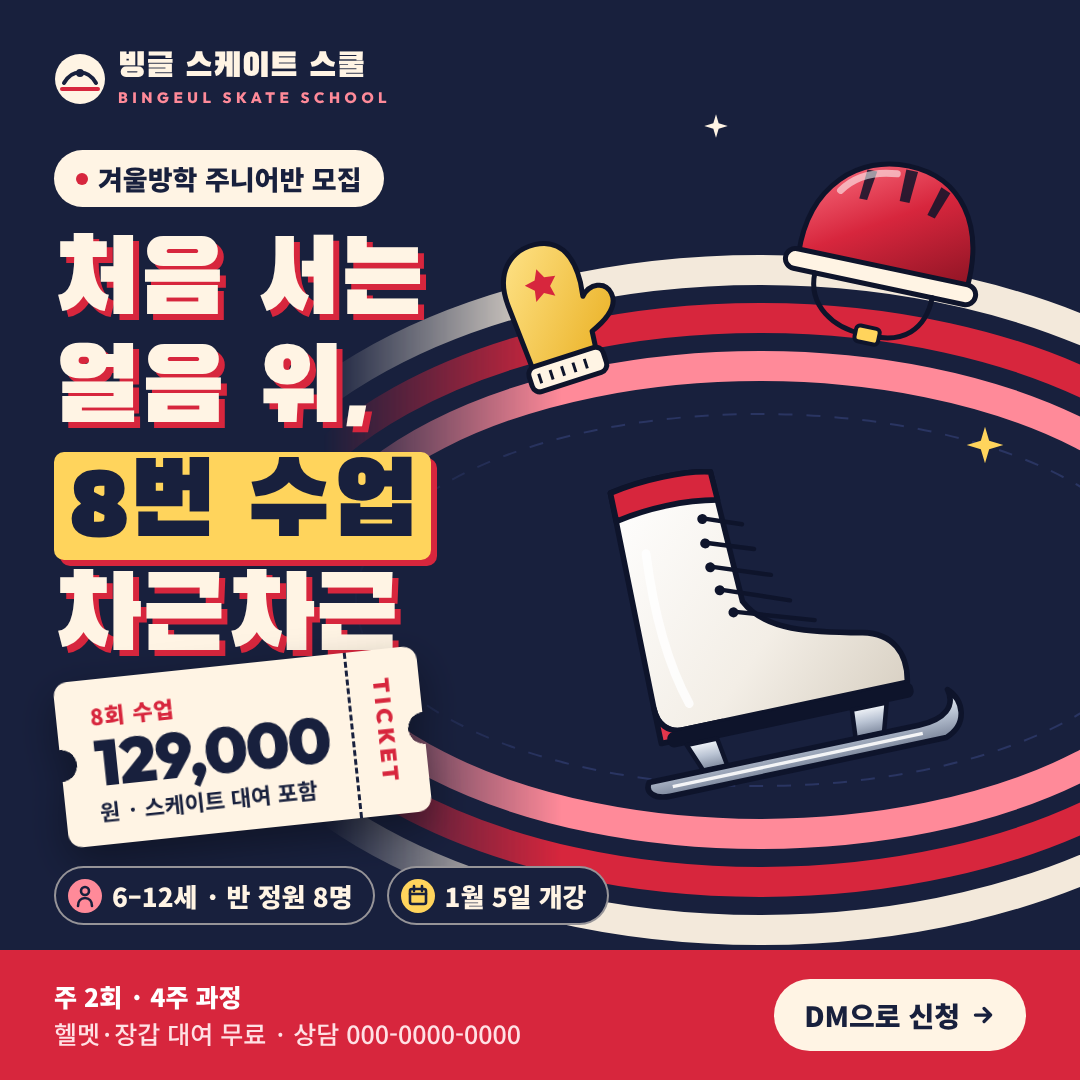 빙글 스케이트 스쿨
BINGEUL SKATE SCHOOL
겨울방학 주니어반 모집
처음 서는
얼음 위,
8번 수업
차근차근
8회 수업
129,000
원 · 스케이트 대여 포함
TICKET
6–12세 · 반 정원 8명
1월 5일 개강
주 2회 · 4주 과정
헬멧·장갑 대여 무료 · 상담 000-0000-0000
DM으로 신청 →